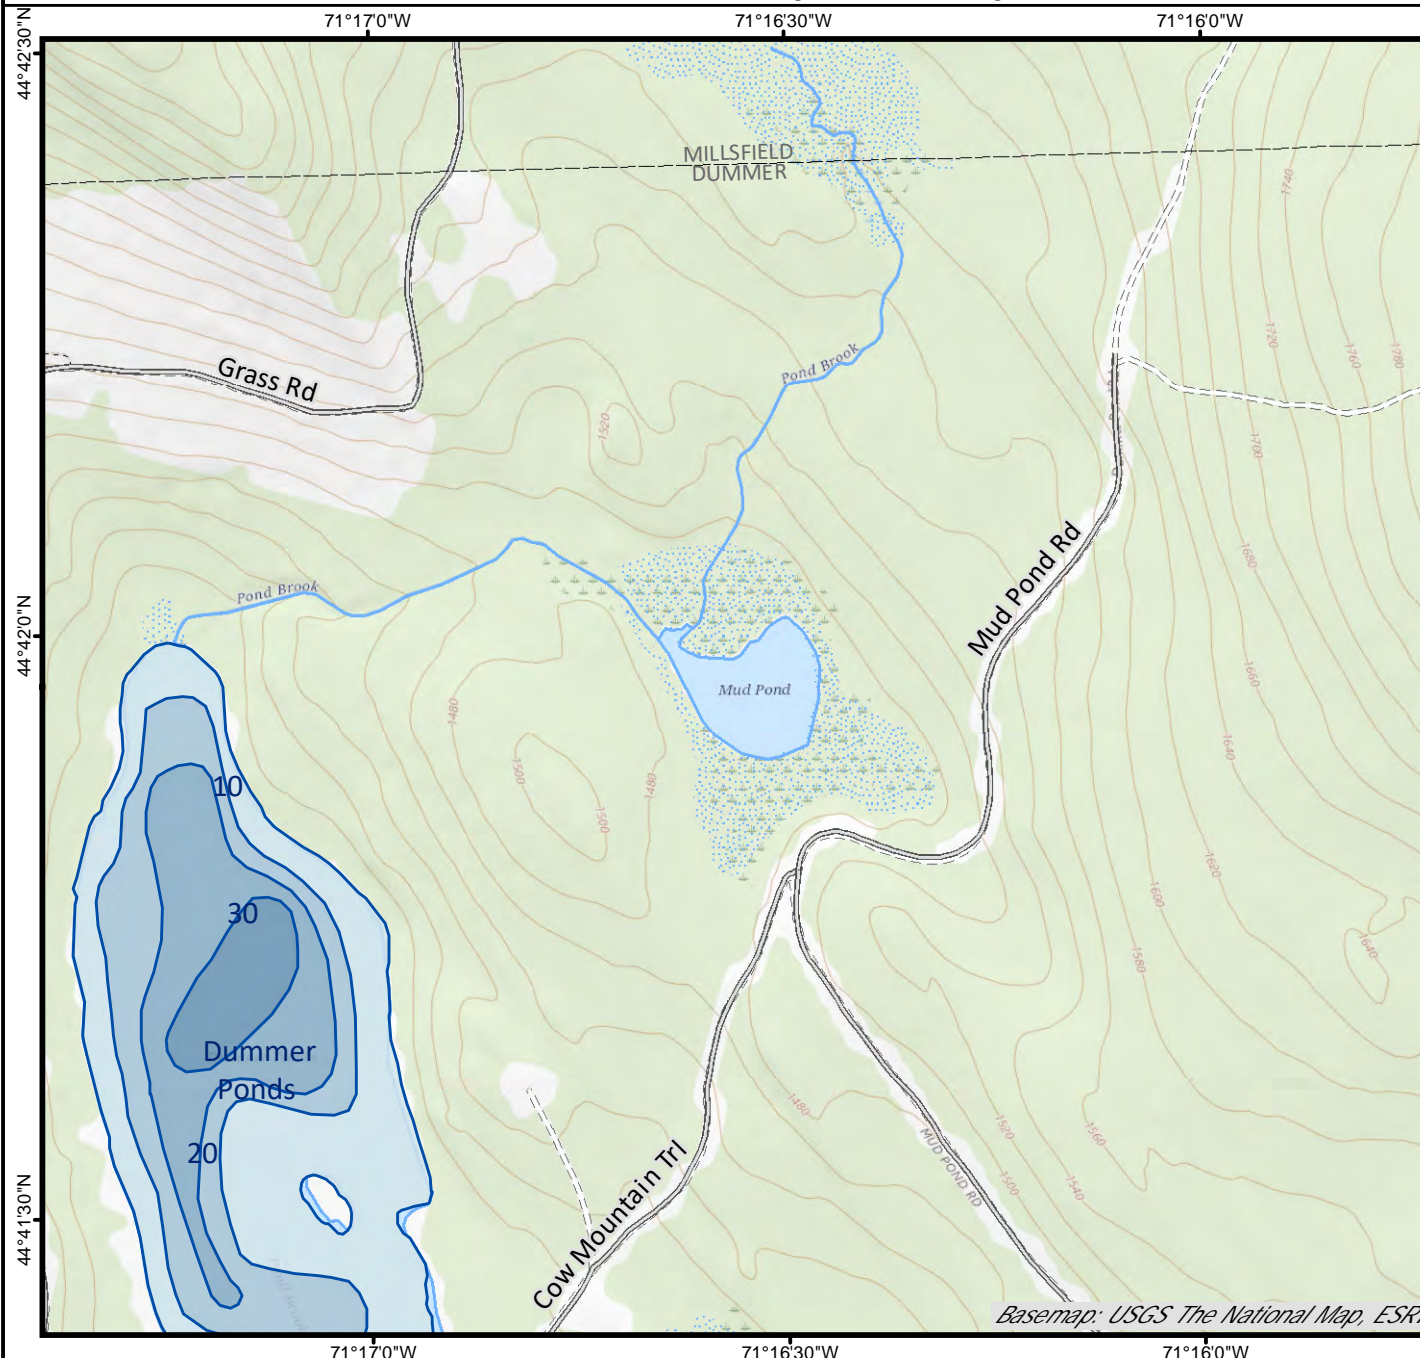 71°17'0"W
71°16'30"W
71°16'0"W
44°42'30"N
MILLSFIELD
DUMMER
1740
1720
1760
1780
Pond Brook
Grass Rd
1520
1700
Mud Pond Rd
1680
Pond Brook
44°42'0"N
1660
Mud Pond
1480
1640
1500
1480
10
1500
1620
1600
30
1640
1580
Dummer
Ponds
1480
1520
1560
20
MUD POND RD
1500
1540
Cow Mountain Trl
44°41'30"N
Basemap: USGS The National Map, ESR
71°17'0"W
71°16'30"W
71°16'0"W